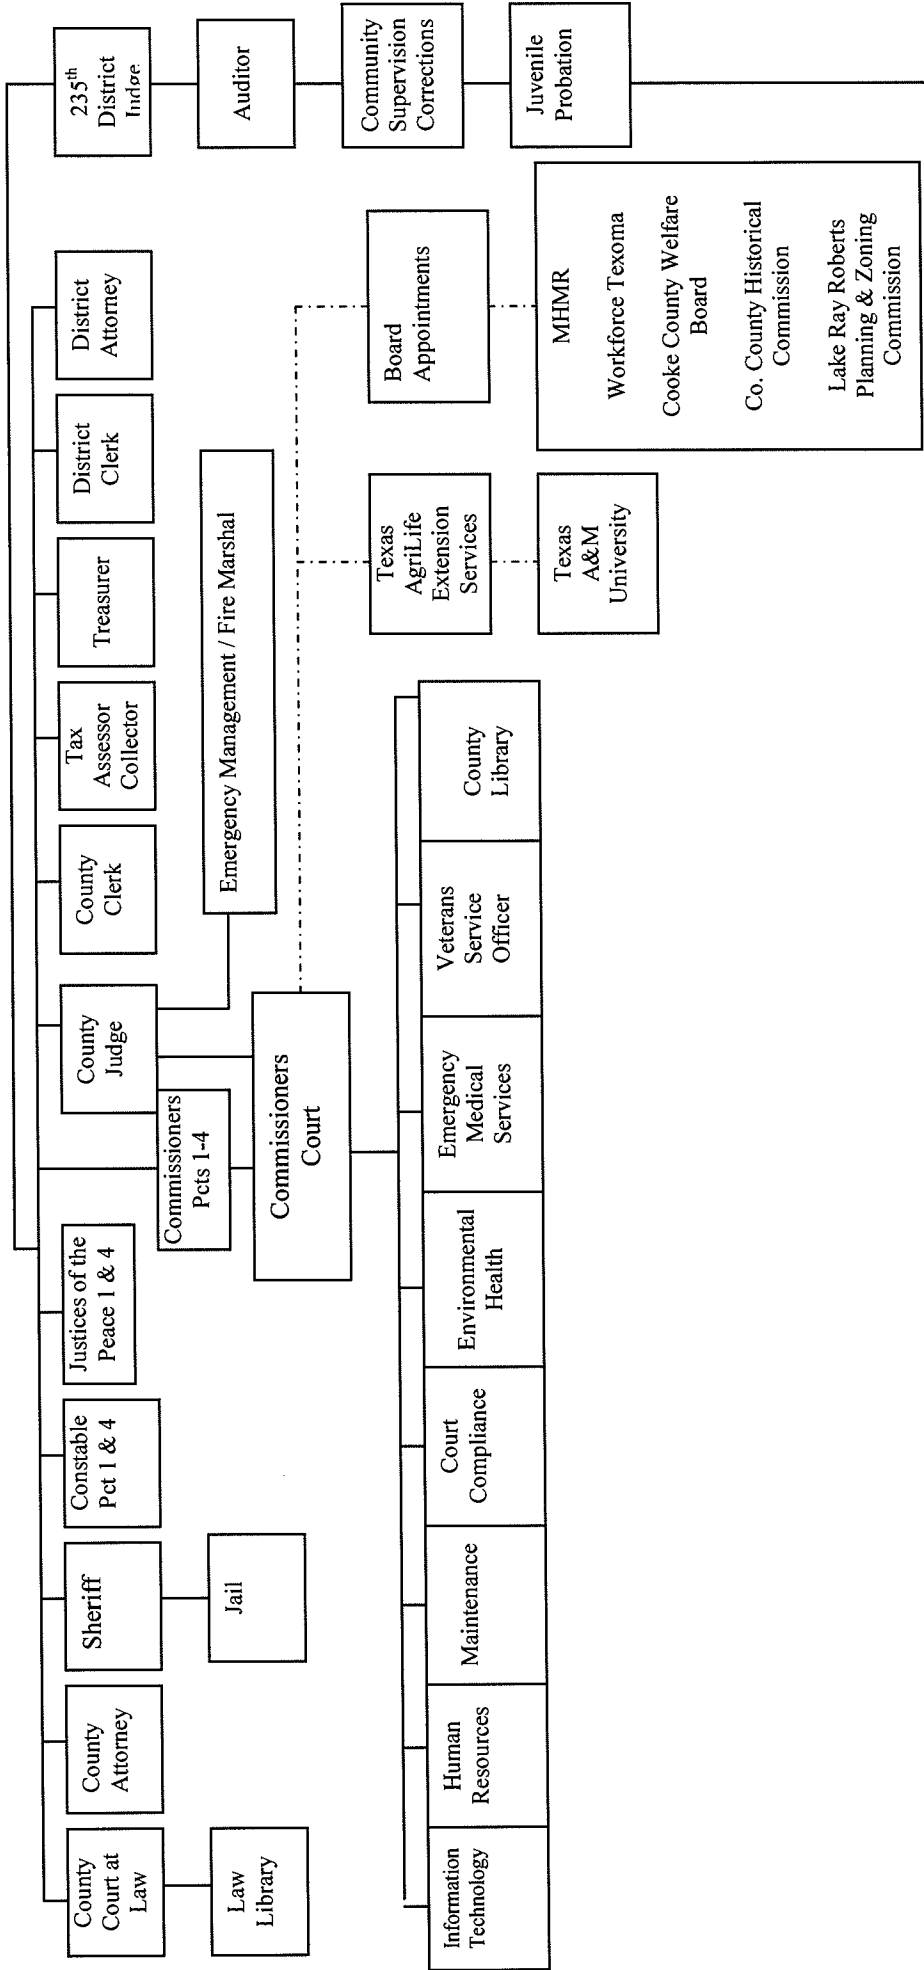 County
Court at
Law
County
Attorney
Sheriff
Constable
Pct 1 & 4
Justices of the
Peace 1 & 4
County
Judge
County
Clerk
Tax
Assessor
Collector
Treasurer
District
Clerk
District
Attorney
235th
District
Judge
Law
Library
Jail
Commissioners
Pcts 1-4
Emergency Management / Fire Marshal
Auditor
Commissioners
Court
Community
Supervision
Corrections
Texas
AgriLife
Extension
Services
Board
Appointments
Juvenile
Probation
Information
Technology
Human
Resources
Maintenance
Court
Compliance
Environmental
Health
Emergency
Medical
Services
Veterans
Service
Officer
County
Library
Texas
A&M
University
MHMR
Workforce Texoma
Cooke County Welfare
Board
Co. County Historical
Commission
Lake Ray Roberts
Planning & Zoning
Commission